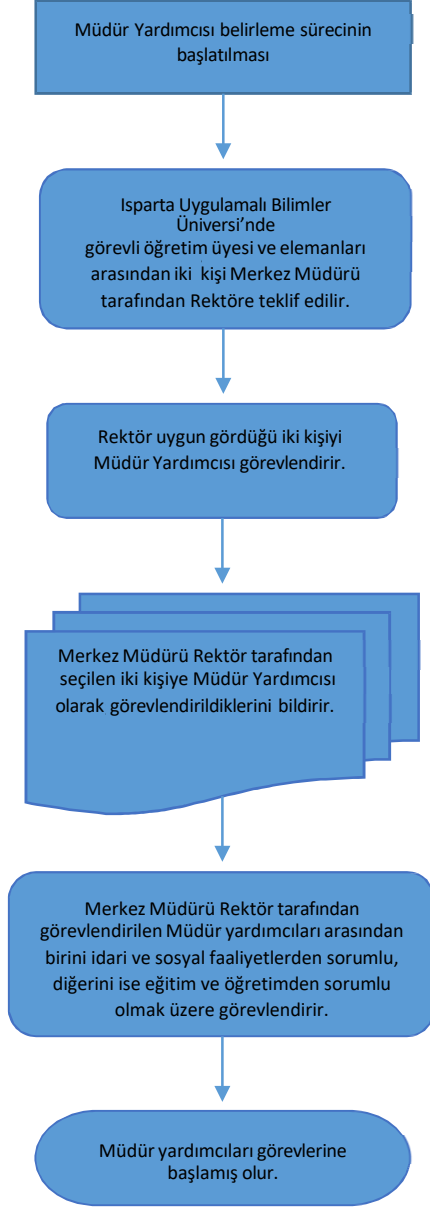 Müdür Yardımcısı belirleme sürecinin
başlatılması
Isparta Uygulamalı Bilimler
Üniversi’nde
görevli öğretim üyesi ve elemanları
arasından iki kişi Merkez Müdürü
tarafından Rektöre teklif edilir.
Rektör uygun gördüğü iki kişiyi
Müdür Yardımcısı görevlendirir.
Merkez Müdürü Rektör tarafından
seçilen iki kişiye Müdür Yardımcısı
olarak görevlendirildiklerini bildirir.
Merkez Müdürü Rektör tarafından
görevlendirilen Müdür yardımcıları arasından
birini idari ve sosyal faaliyetlerden sorumlu,
diğerini ise eğitim ve öğretimden sorumlu
olmak üzere görevlendirir.
Müdür yardımcıları görevlerine
başlamış olur.